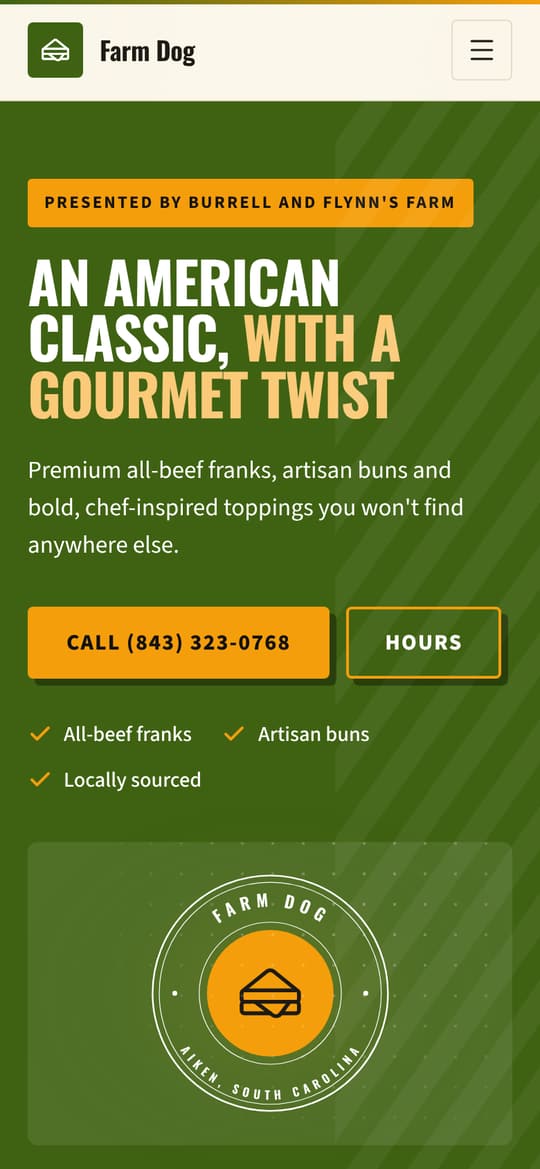 Farm Dog
PRESENTED BY BURRELL AND FLYNN'S FARM
AN AMERICAN
CLASSIC, WITH A
GOURMET TWIST
Premium all-beef franks, artisan buns and
bold, chef-inspired toppings you won't find
anywhere else.
CALL (843) 323-0768
HOURS
All-beef franks
Artisan buns
Locally sourced
FARM DOG
AIKEN, SOUTH CAROLINA